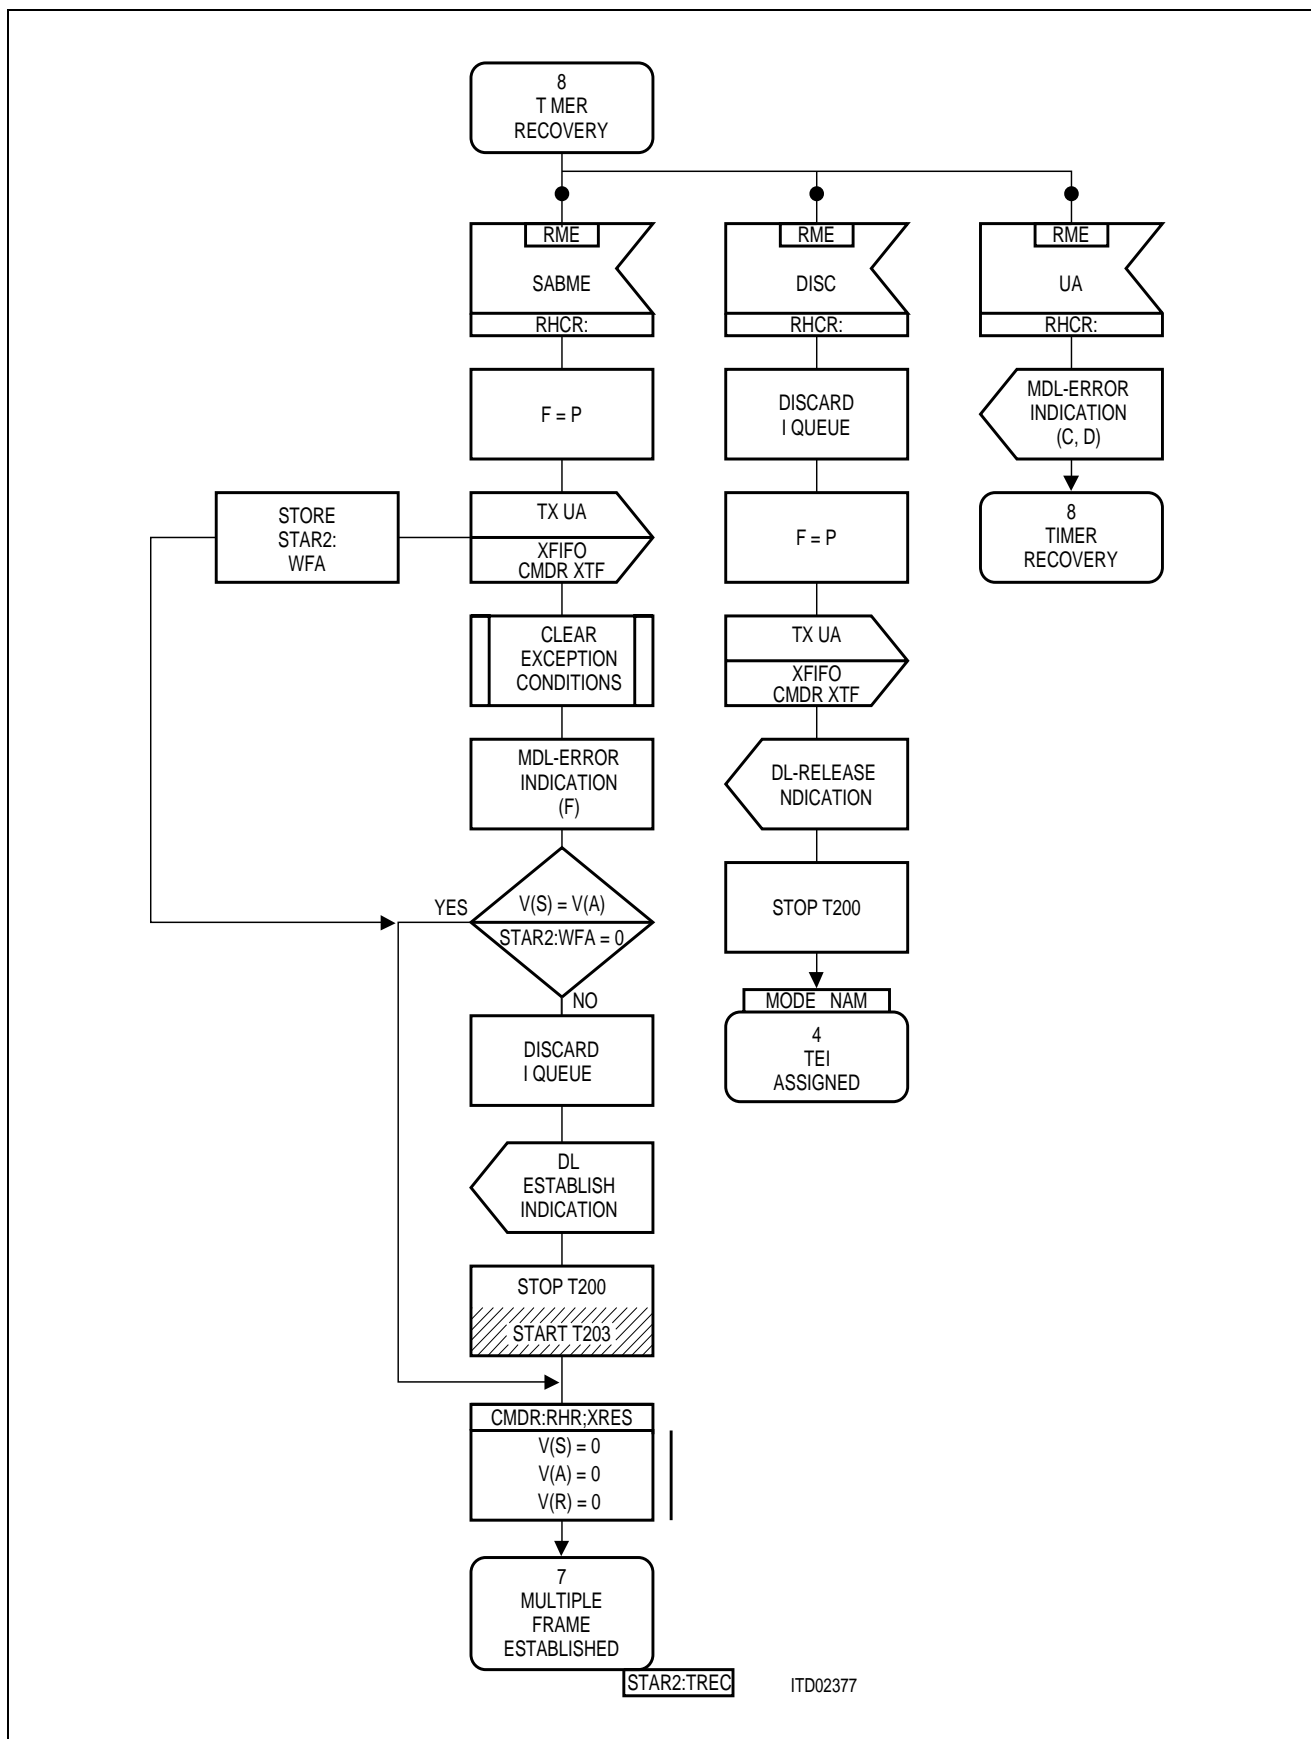 8
T MER
RECOVERY
RME
SABME
RHCR:
RME
DISC
RHCR:
RME
UA
RHCR:
F = P
DISCARD
I QUEUE
MDL-ERROR
INDICATION
(C, D)
STORE
STAR2:
WFA
TX UA
XFIFO
CMDR XTF
F = P
8
TIMER
RECOVERY
CLEAR
EXCEPTION
CONDITIONS
TX UA
XFIFO
CMDR XTF
MDL-ERROR
INDICATION
(F)
DL-RELEASE
NDICATION
YES
V(S) = V(A)
STAR2:WFA = 0
NO
STOP T200
MODE NAM
4
TEI
ASSIGNED
DISCARD
I QUEUE
DL
ESTABLISH
INDICATION
STOP T200
START T203
CMDR:RHR;XRES
V(S) = 0
V(A) = 0
V(R) = 0
7
MULTIPLE
FRAME
ESTABLISHED
STAR2:TREC
ITD02377